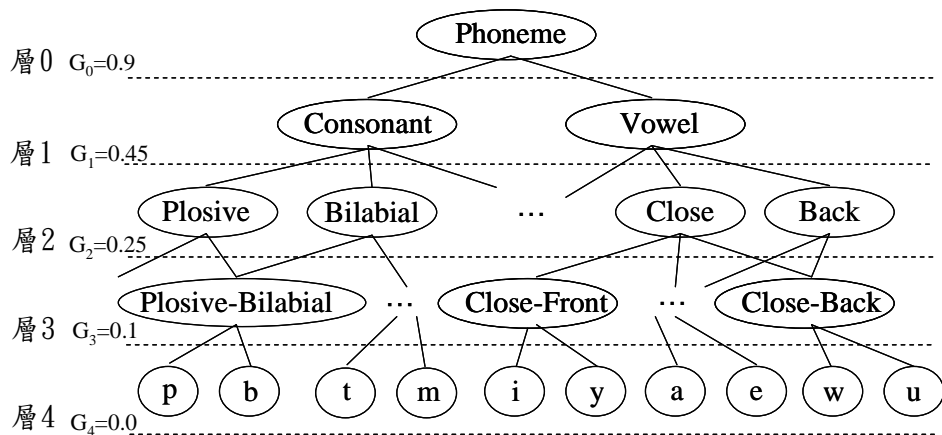 Phoneme
層0 G₀=0.9
Consonant Vowel
層1 G₁=0.45
Plosive Bilabial ... Close Back
層2 G₂=0.25
Plosive-Bilabial ... Close-Front ... Close-Back
層3 G₃=0.1
p b t m i y a e w u
層4 G₄=0.0